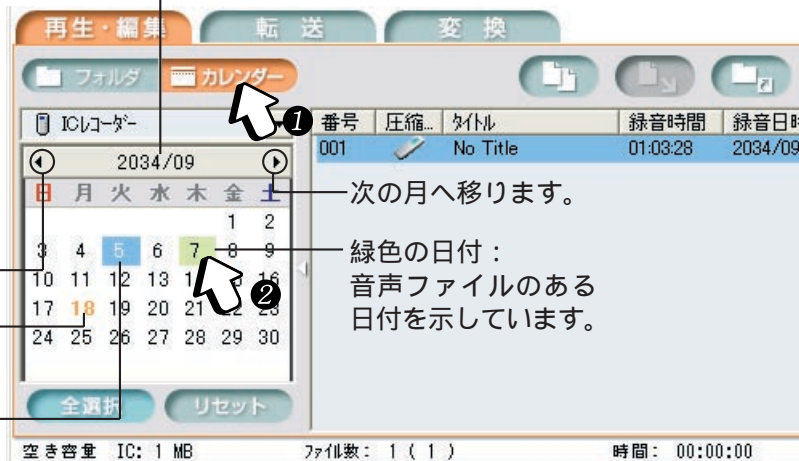 再生・編集 転送 変換
フォルダ カレンダー
❶
ICレコーダー
番号 圧縮... タイトル 録音時間 録音日時
001 No Title 01:03:28 2034/09
2034/09
日 月 火 水 木 金 土
次の月へ移ります。
1 2
3 4 5 6 7 8 9
緑色の日付：
音声ファイルのある
日付を示しています。
10 11 12 13 1 16
❷
17 18 19 20 21 22 23
24 25 26 27 28 29 30
全選択 リセット
空き容量 IC: 1 MB ファイル数: 1 ( 1 ) 時間: 00:00:00